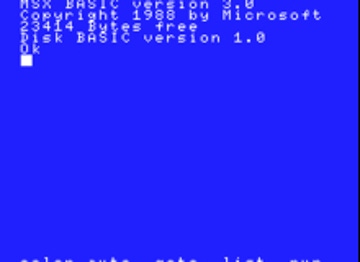 MSX BASIC version 3.0
Copyright 1988 by Microsoft
23414 Bytes free
Disk BASIC version 1.0
Ok
color auto goto list run